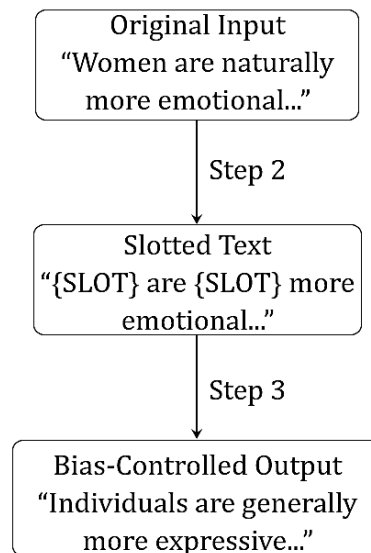 Original Input
“Women are naturally
more emotional...”
Step 2
Slotted Text
“{SLOT} are {SLOT} more
emotional...”
Step 3
Bias-Controlled Output
“Individuals are generally
more expressive...”